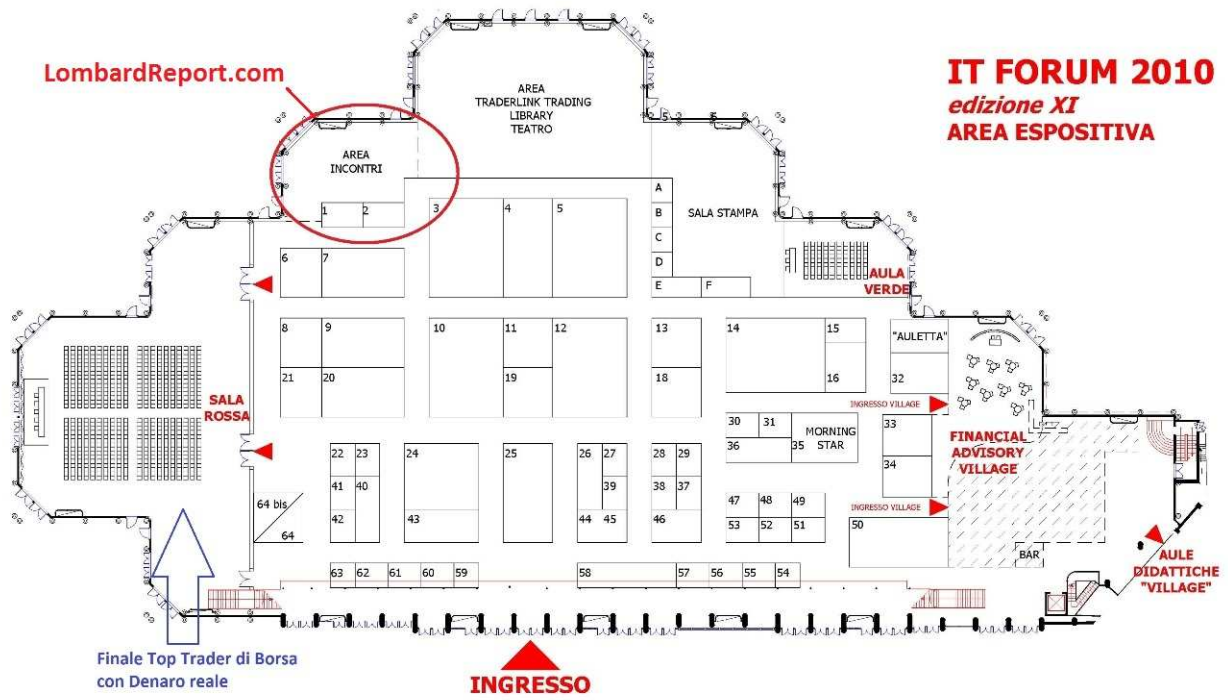 LombardReport.com
IT FORUM 2010
edizione XI
AREA ESPOSITIVA
AREA
TRADERLINK TRADING
LIBRARY
TEATRO
5 6
AREA
INCONTRI
A
B
C
D
E F
SALA STAMPA
1 2
3 4 5
6 7
AULA
VERDE
8 9 10 11 12 13 14 15
"AULETTA"
21 20 19 18 16 32
SALA
ROSSA
INGRESSO VILLAGE
30 31
MORNING
STAR
36 35
33
34
FINANCIAL
ADVISORY
VILLAGE
22 23 24 25 26 27 28 29
41 40 39 38 37
64 bis
64
42 43 44 45 46
47 48 49
53 52 51
50
INGRESSO VILLAGE
BAR
AULE
DIDATTICHE
"VILLAGE"
63 62 61 60 59 58 57 56 55 54
Finale Top Trader di Borsa
con Denaro reale
INGRESSO